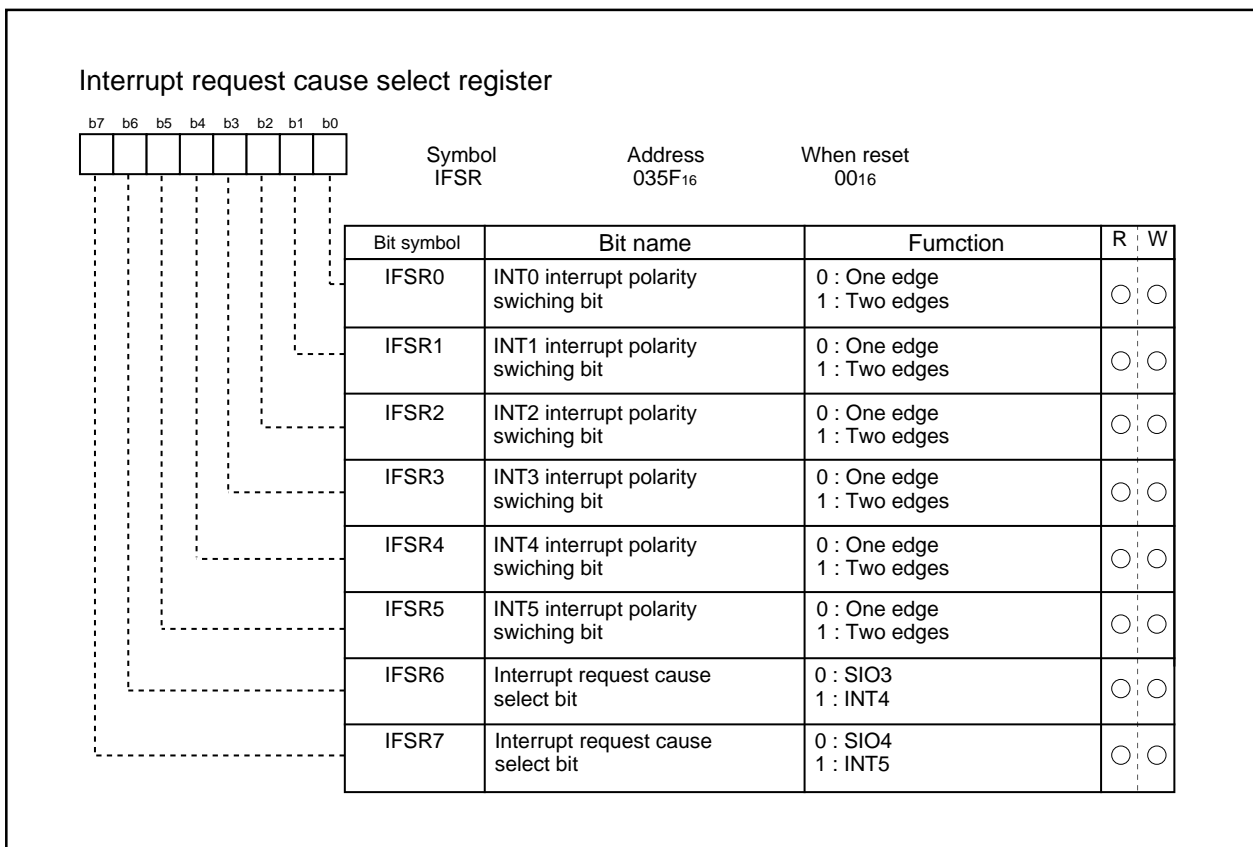 Interrupt request cause select register
b7 b6 b5 b4 b3 b2 b1 b0
Symbol Address When reset
IFSR 035F16 0016
Bit symbol Bit name Fumction R W
IFSR0 INT0 interrupt polarity 0 : One edge
swiching bit 1 : Two edges
IFSR1 INT1 interrupt polarity 0 : One edge
swiching bit 1 : Two edges
IFSR2 INT2 interrupt polarity 0 : One edge
swiching bit 1 : Two edges
IFSR3 INT3 interrupt polarity 0 : One edge
swiching bit 1 : Two edges
IFSR4 INT4 interrupt polarity 0 : One edge
swiching bit 1 : Two edges
IFSR5 INT5 interrupt polarity 0 : One edge
swiching bit 1 : Two edges
IFSR6 Interrupt request cause 0 : SIO3
select bit 1 : INT4
IFSR7 Interrupt request cause 0 : SIO4
select bit 1 : INT5